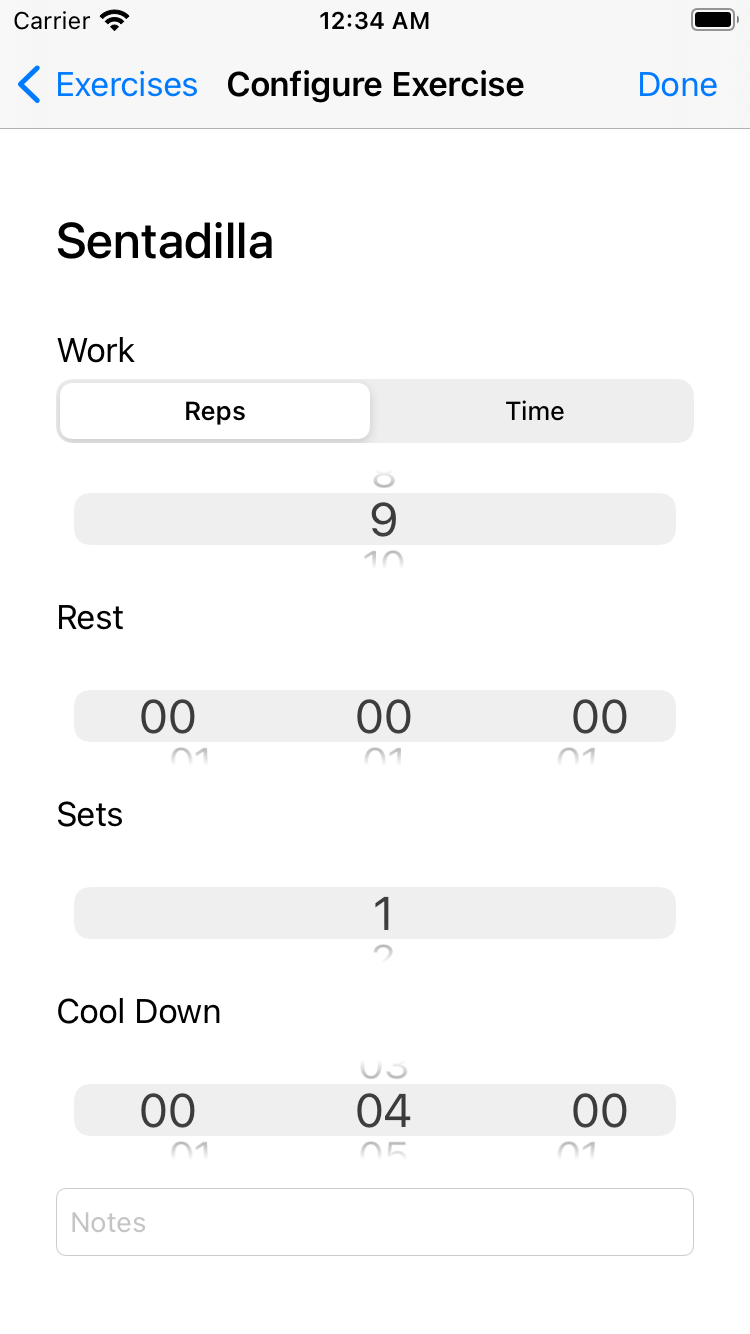 Carrier 12:34 AM
Exercises Configure Exercise Done
Sentadilla
Work
Reps Time
8
9
10
Rest
00 00 00
01 01 01
Sets
1
2
Cool Down
03
00 04 00
01 05 01
Notes